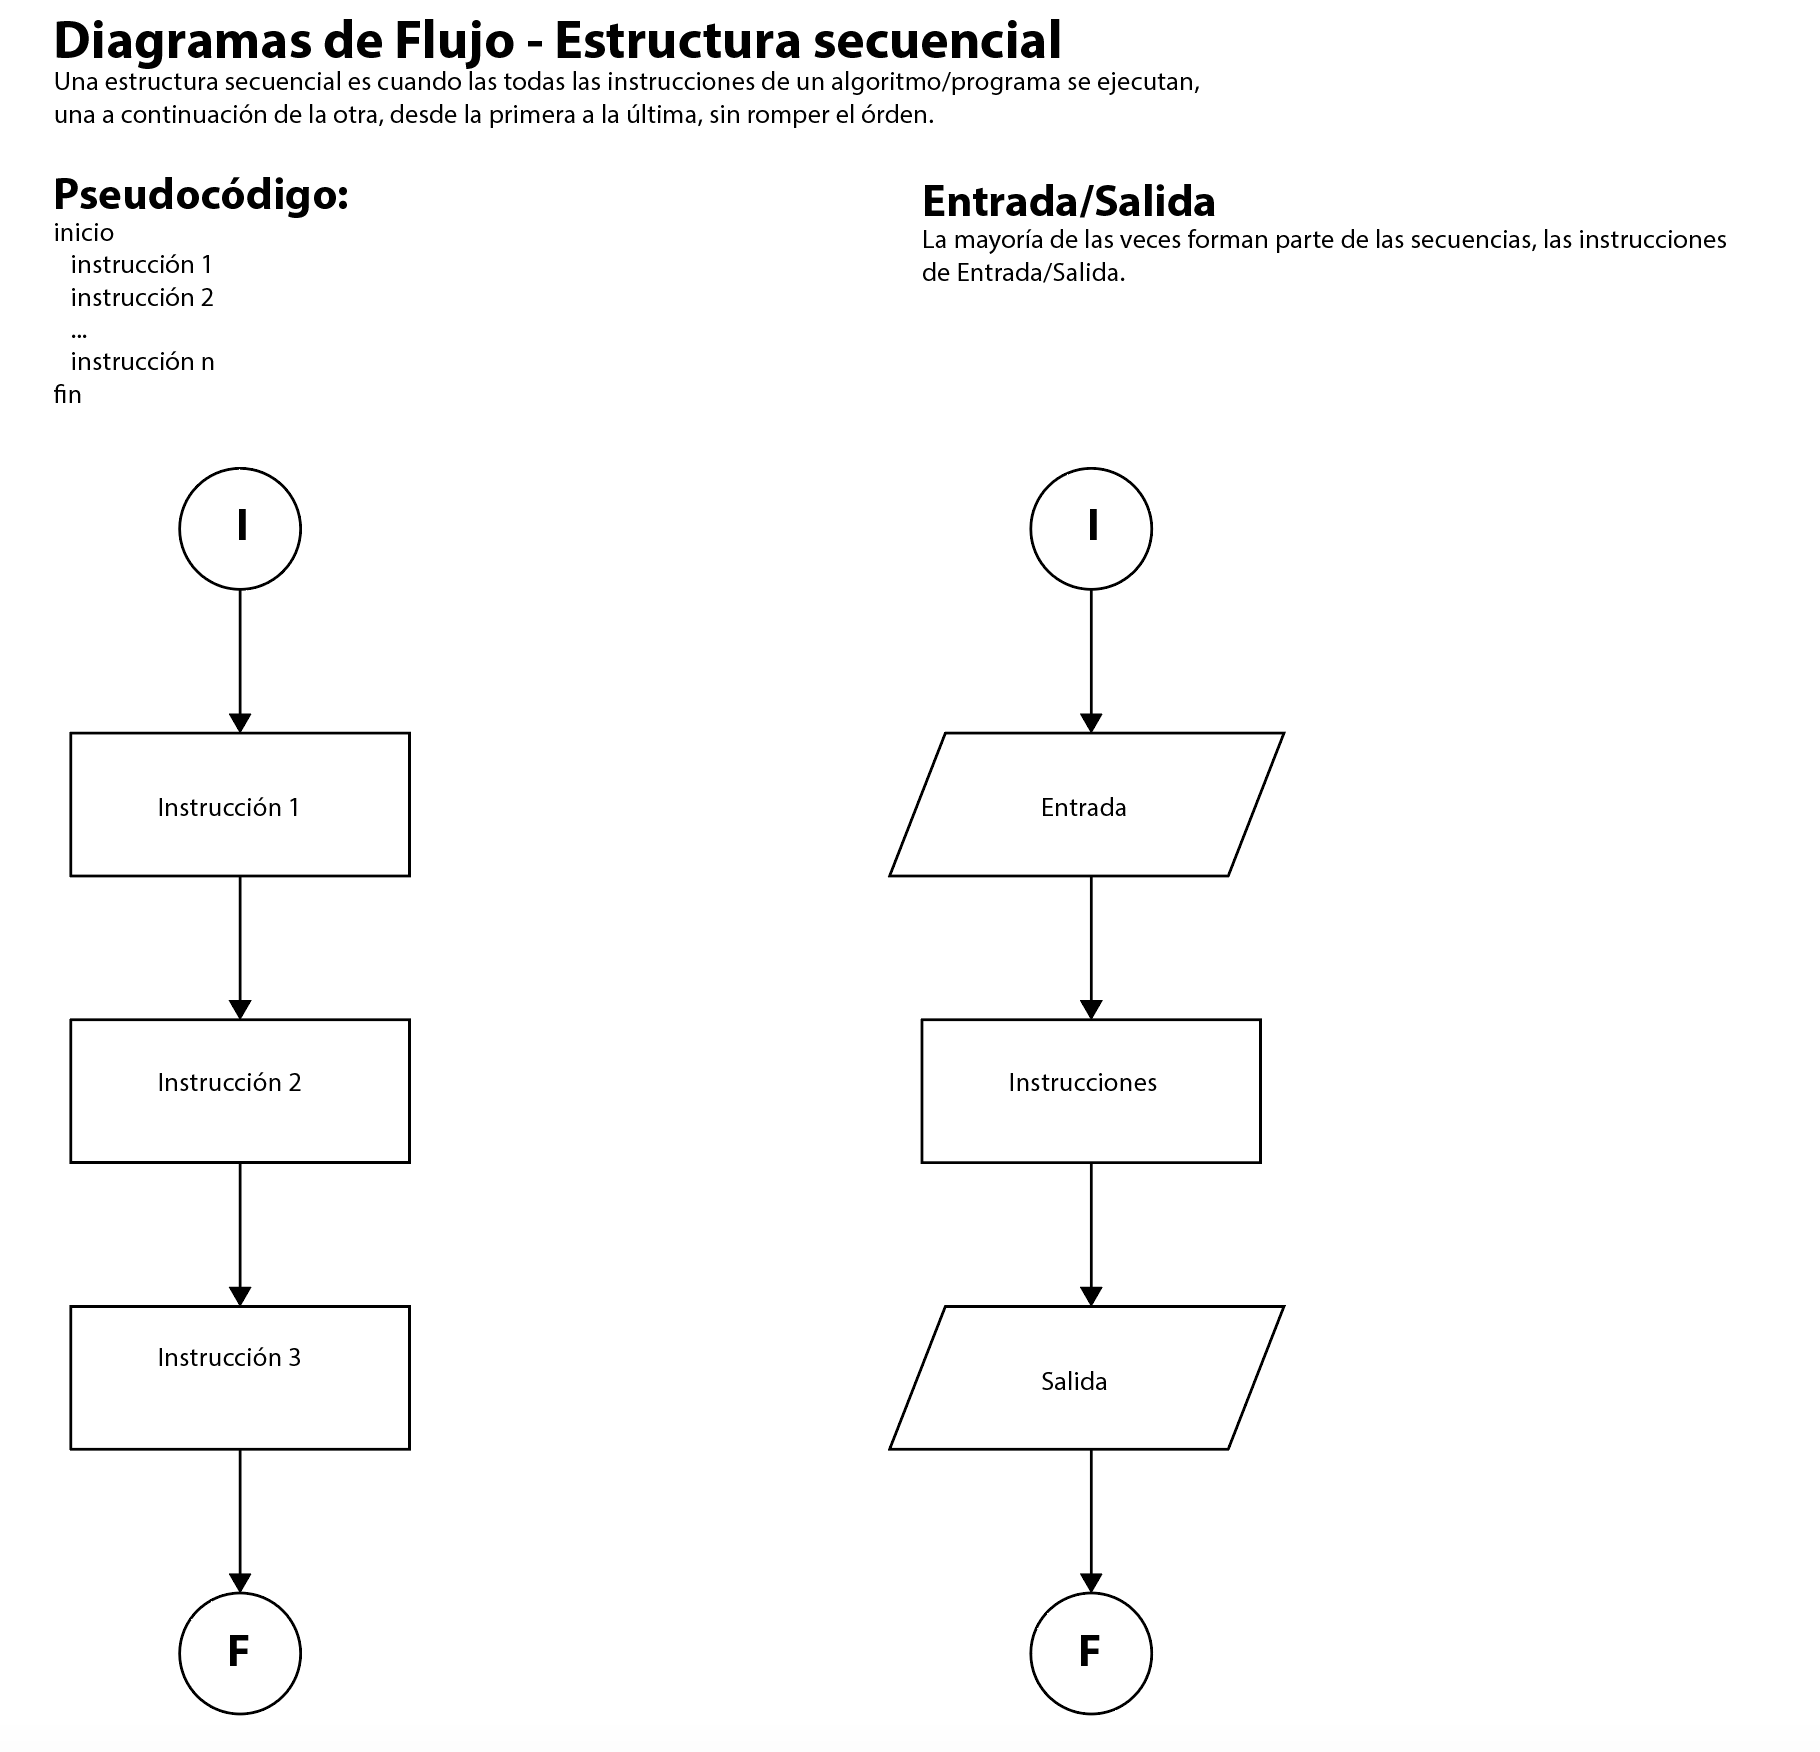 Diagramas de Flujo - Estructura secuencial
Una estructura secuencial es cuando las todas las instrucciones de un algoritmo/programa se ejecutan,
una a continuación de la otra, desde la primera a la última, sin romper el órden.
Pseudocódigo:
inicio
instrucción 1
instrucción 2
...
instrucción n
fin
Entrada/Salida
La mayoría de las veces forman parte de las secuencias, las instrucciones
de Entrada/Salida.
I
Instrucción 1
Instrucción 2
Instrucción 3
F
I
Entrada
Instrucciones
Salida
F